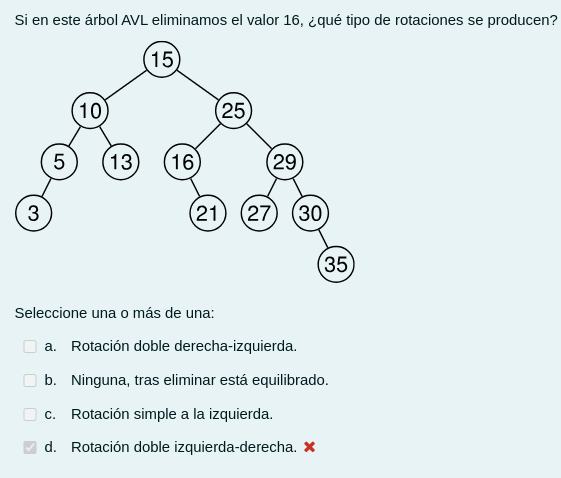 Si en este árbol AVL eliminamos el valor 16, ¿qué tipo de rotaciones se producen?
15
10 25
5 13 16 29
3 21 27 30
35
Seleccione una o más de una:
a. Rotación doble derecha-izquierda.
b. Ninguna, tras eliminar está equilibrado.
c. Rotación simple a la izquierda.
d. Rotación doble izquierda-derecha.